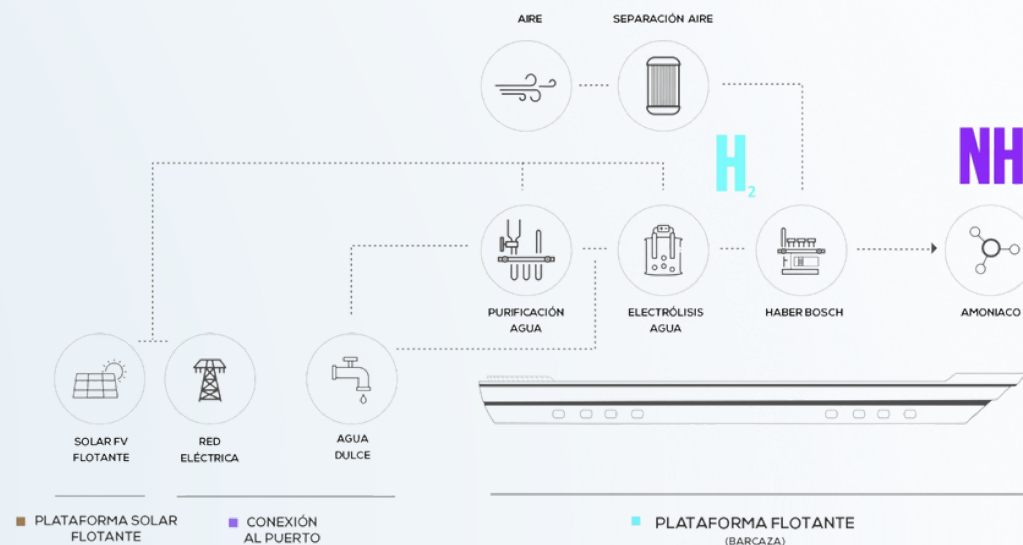 AIRE
SEPARACIÓN AIRE
H2
NH
PURIFICACIÓN
AGUA
ELECTRÓLISIS
AGUA
HABER BOSCH
AMONIACO
SOLAR FV
FLOTANTE
RED
ELÉCTRICA
AGUA
DULCE
PLATAFORMA SOLAR
FLOTANTE
CONEXIÓN
AL PUERTO
PLATAFORMA FLOTANTE
(BARCAZA)